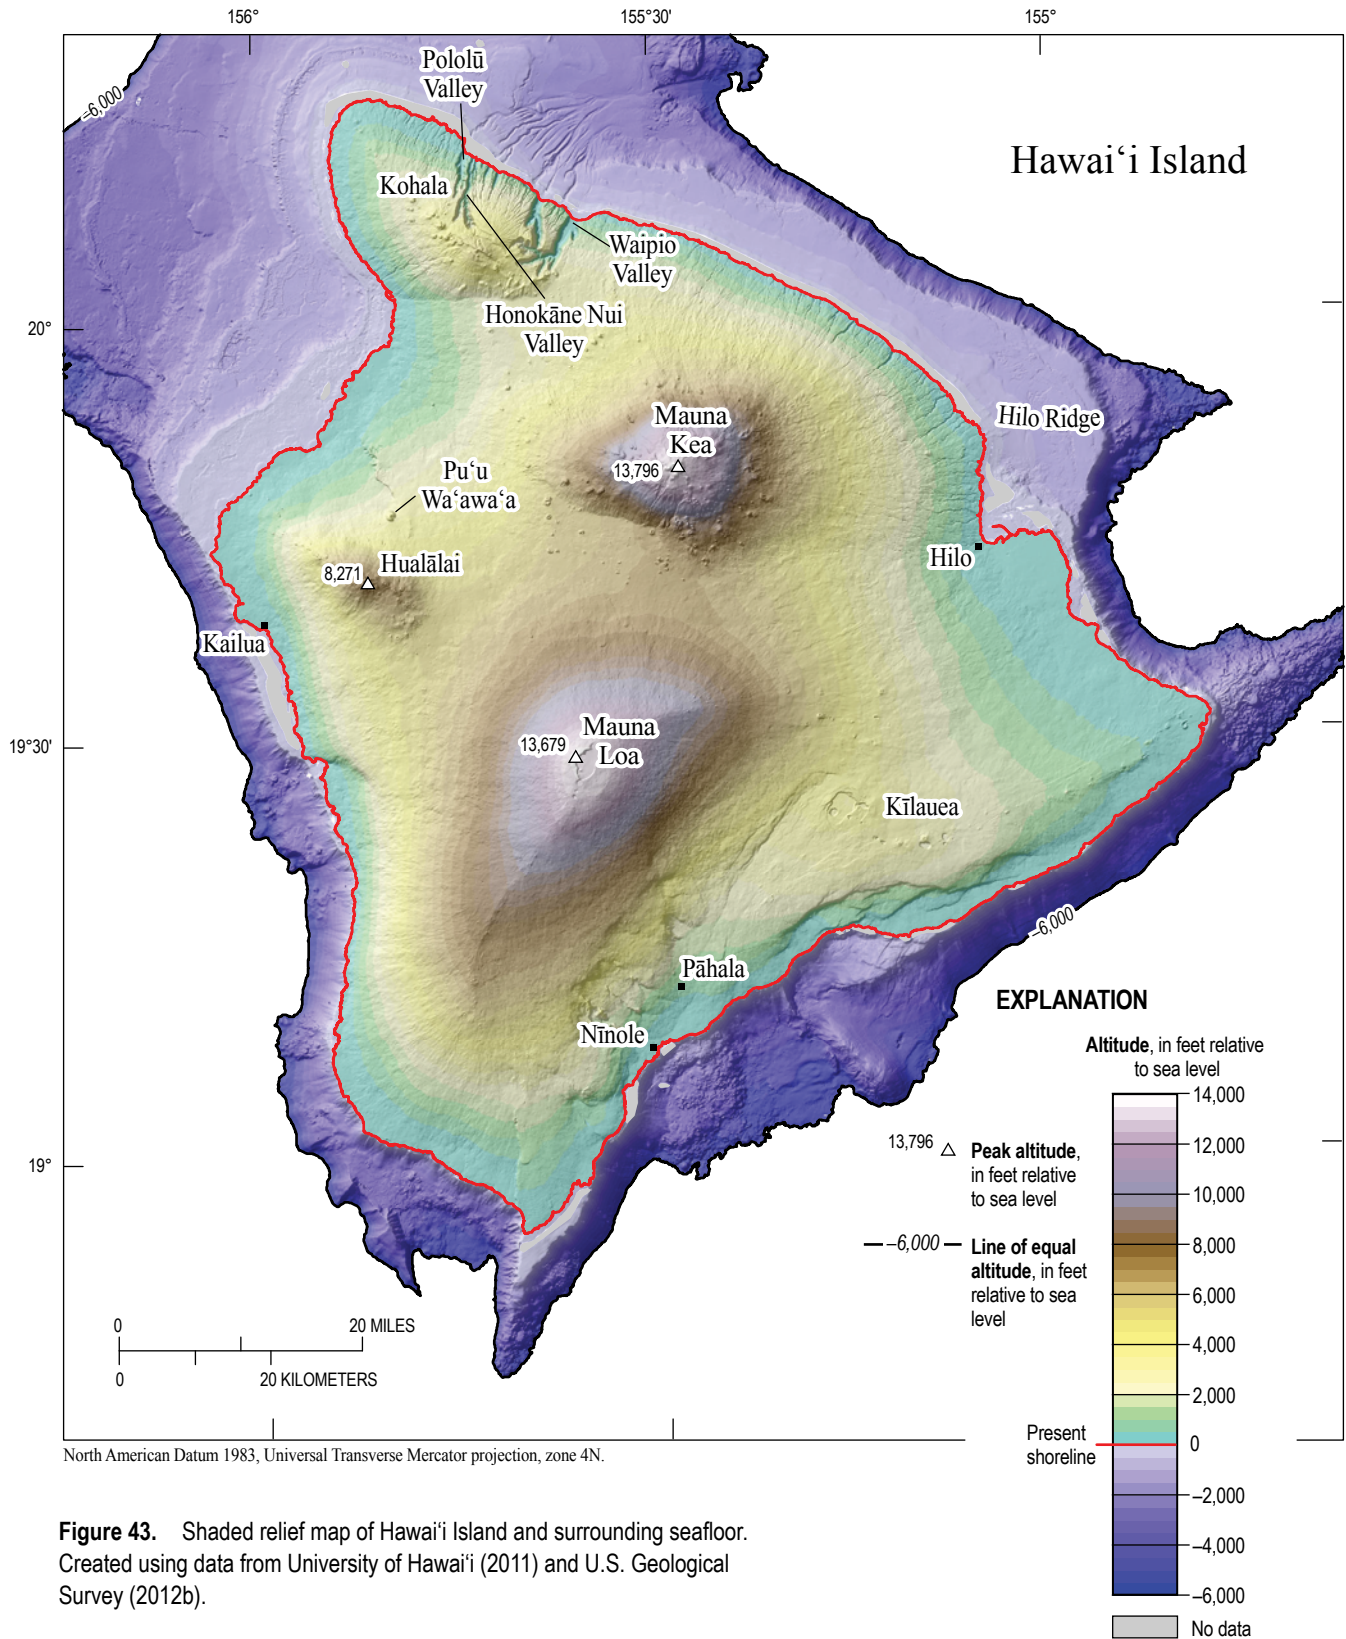 156°
155°30'
155°
Pololū
Valley
–6,000
Hawai‘i Island
Kohala
Waipio
Valley
Honokāne Nui
Valley
20°
Mauna
Kea
13,796
Hilo Ridge
Pu‘u
Wa‘awa‘a
Hualālai
8,271
Hilo
Kailua
Mauna
Loa
13,679
19°30'
Kīlauea
–6,000
Pāhala
Nīnole
19°
EXPLANATION
Altitude, in feet relative
to sea level
14,000
12,000
10,000
8,000
6,000
4,000
2,000
0
–2,000
–4,000
–6,000
No data
Present
shoreline
13,796
Peak altitude,
in feet relative
to sea level
–6,000
Line of equal
altitude, in feet
relative to sea
level
0
20 MILES
0
20 KILOMETERS
North American Datum 1983, Universal Transverse Mercator projection, zone 4N.
Figure 43. Shaded relief map of Hawai‘i Island and surrounding seafloor.
Created using data from University of Hawai‘i (2011) and U.S. Geological
Survey (2012b).